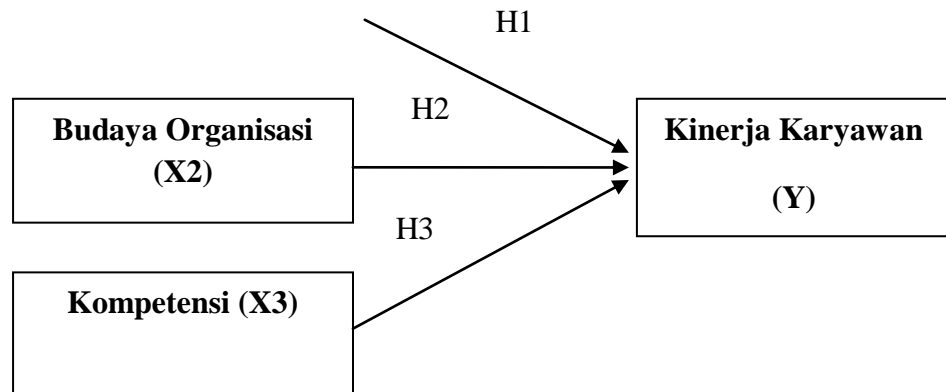 H1
H2
Budaya Organisasi
(X2)
Kinerja Karyawan
(Y)
H3
Kompetensi (X3)